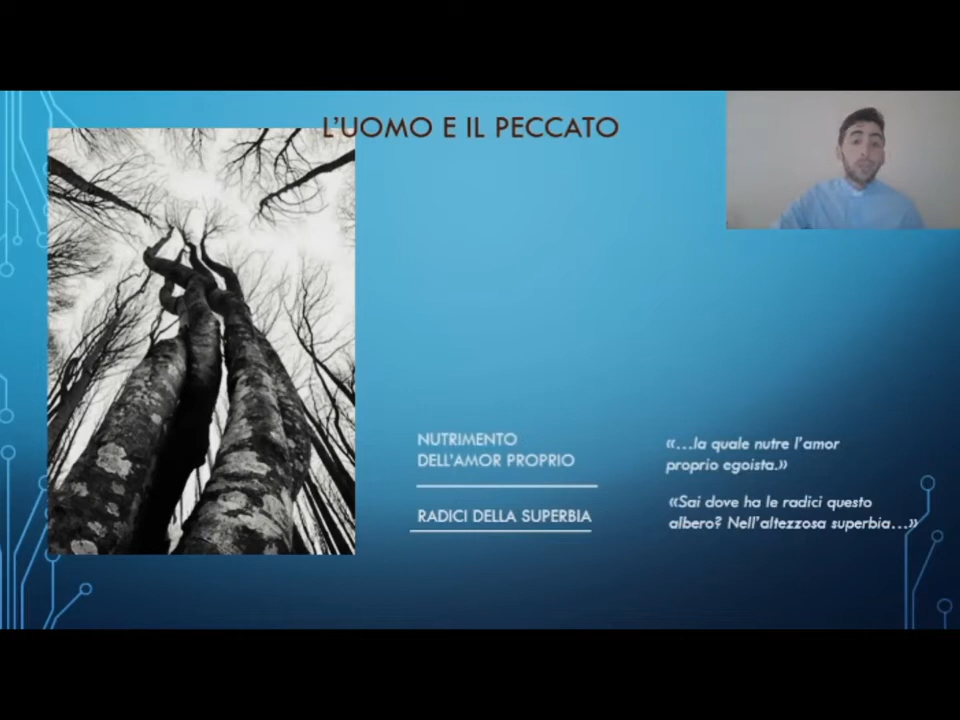 L'UOMO E IL PECCATO
NUTRIMENTO
DELL'AMOR PROPRIO
«…la quale nutre l'amor
proprio egoista.»
RADICI DELLA SUPERBIA
«Sai dove ha le radici questo
albero? Nell'altezzosa superbia…»